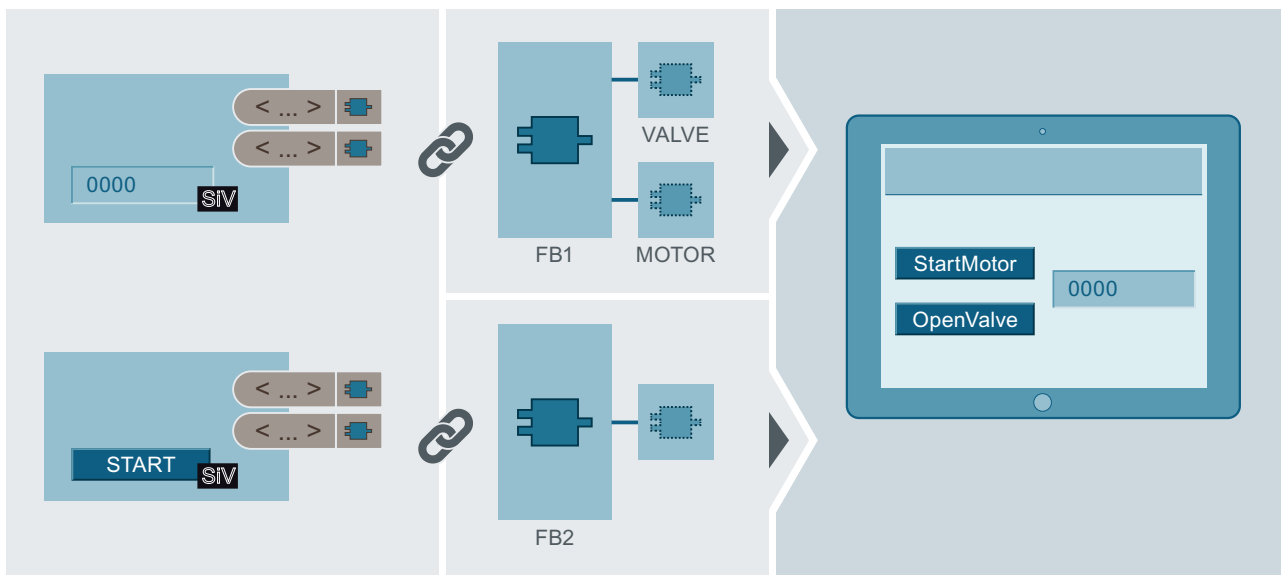 < ... >
< ... >
0000
SiV
VALVE
FB1
MOTOR
< ... >
< ... >
START
SiV
FB2
StartMotor
0000
OpenValve